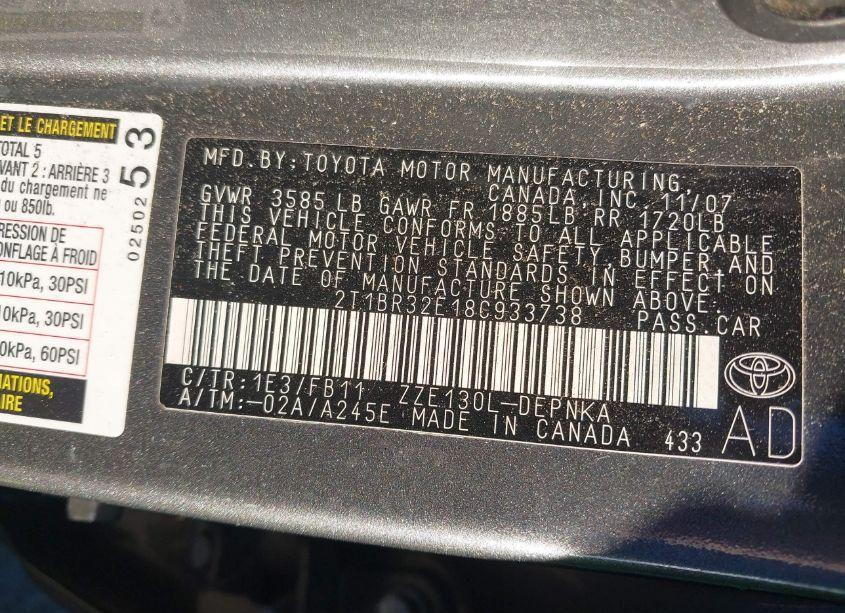 ET LE CHARGEMENT
TOTAL 5
VANT 2 : ARRIÈRE 3
du chargement ne
ou 850lb.
RESSION DE
ONFLAGE À FROID
10kPa, 30PSI
10kPa, 30PSI
0kPa, 60PSI
MATIONS,
AIRE
0250253
MFD. BY: TOYOTA MOTOR MANUFACTURING,
CANADA, INC. 11/07
GVWR 3585 LB GAWR FR 1885LB RR 1720LB
THIS VEHICLE CONFORMS TO ALL APPLICABLE
FEDERAL MOTOR VEHICLE SAFETY, BUMPER AND
THEFT PREVENTION STANDARDS IN EFFECT ON
THE DATE OF MANUFACTURE SHOWN ABOVE.
2T1BR32E18C933738 PASS. CAR
C/TR: 1E3/FB11 ZZE130L-DEPNKA
A/TM: -02A/A245E MADE IN CANADA 433
AD